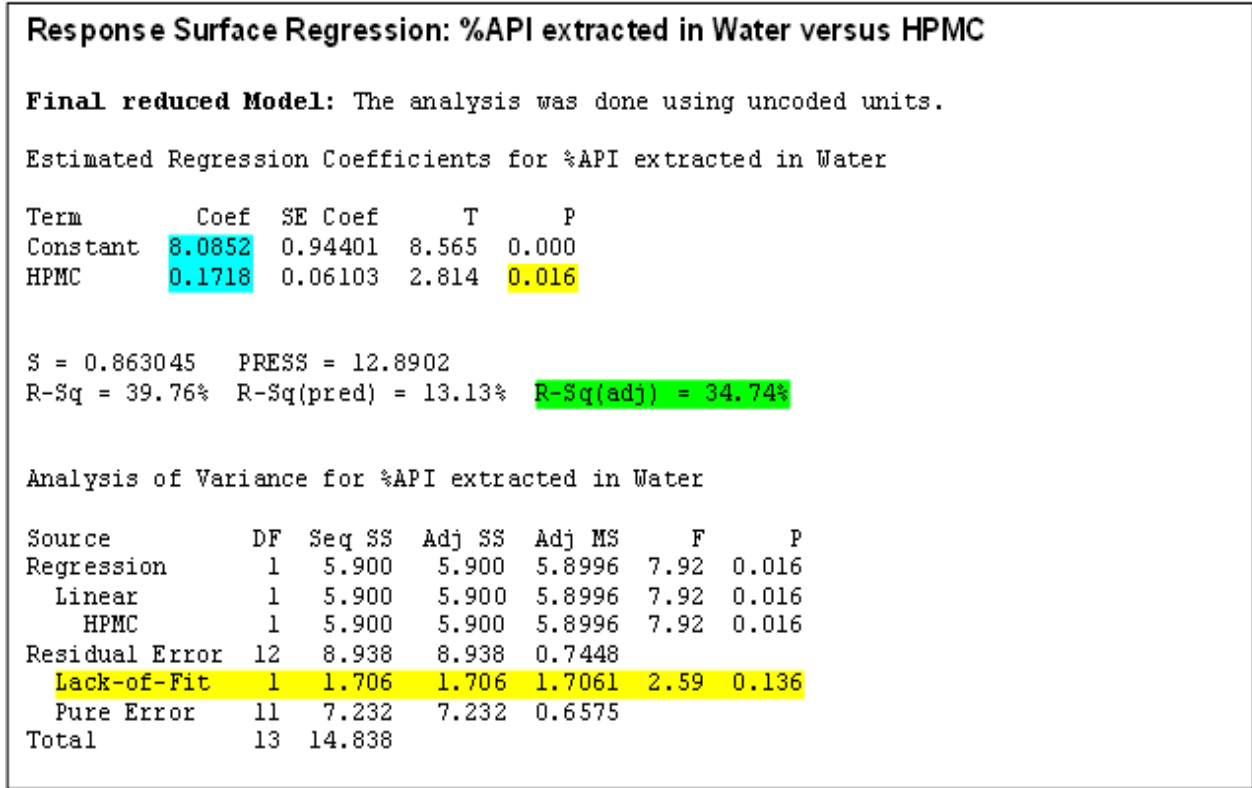 Response Surface Regression: %API extracted in Water versus HPMC
Final reduced Model: The analysis was done using uncoded units.
Estimated Regression Coefficients for %API extracted in Water
Term Coef SE Coef T P
Constant 8.0852 0.94401 8.565 0.000
HPMC 0.1718 0.06103 2.814 0.016
S = 0.863045 PRESS = 12.8902
R-Sq = 39.76% R-Sq(pred) = 13.13% R-Sq(adj) = 34.74%
Analysis of Variance for %API extracted in Water
Source DF Seq SS Adj SS Adj MS F P
Regression 1 5.900 5.900 5.8996 7.92 0.016
Linear 1 5.900 5.900 5.8996 7.92 0.016
HPMC 1 5.900 5.900 5.8996 7.92 0.016
Residual Error 12 8.938 8.938 0.7448
Lack-of-Fit 1 1.706 1.706 1.7061 2.59 0.136
Pure Error 11 7.232 7.232 0.6575
Total 13 14.838